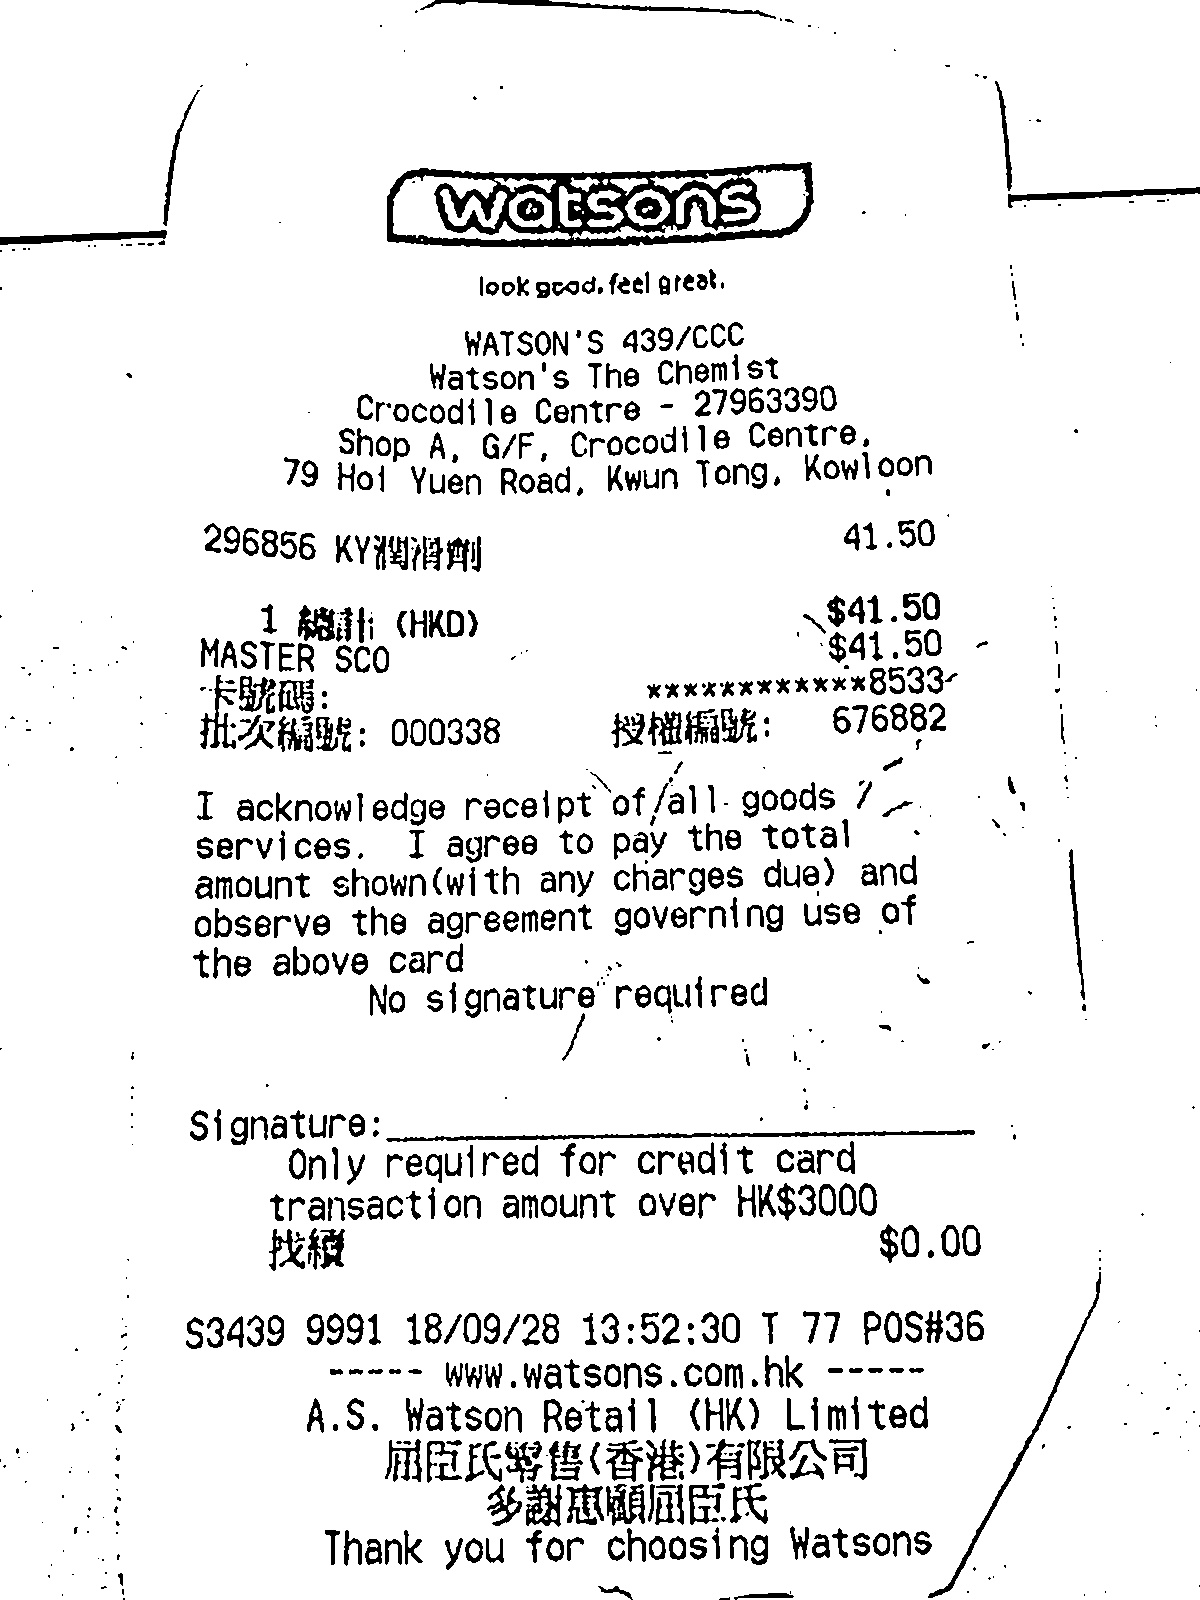 watsons
look good. feel great.
WATSON'S 439/CCC
Watson's The Chemist
Crocodile Centre - 27963390
Shop A, G/F, Crocodile Centre,
79 Hoi Yuen Road, Kwun Tong, Kowloon
296856 KY潤滑劑 41.50
1 總計 (HKD) $41.50
MASTER SCO $41.50
卡號碼: ************8533
批次編號: 000338 授權編號: 676882
I acknowledge receipt of all goods /
services. I agree to pay the total
amount shown(with any charges due) and
observe the agreement governing use of
the above card
No signature required
Signature:
Only required for credit card
transaction amount over HK$3000
找續 $0.00
S3439 9991 18/09/28 13:52:30 T 77 POS#36
----- www.watsons.com.hk -----
A.S. Watson Retail (HK) Limited
屈臣氏零售(香港)有限公司
多謝惠顧屈臣氏
Thank you for choosing Watsons